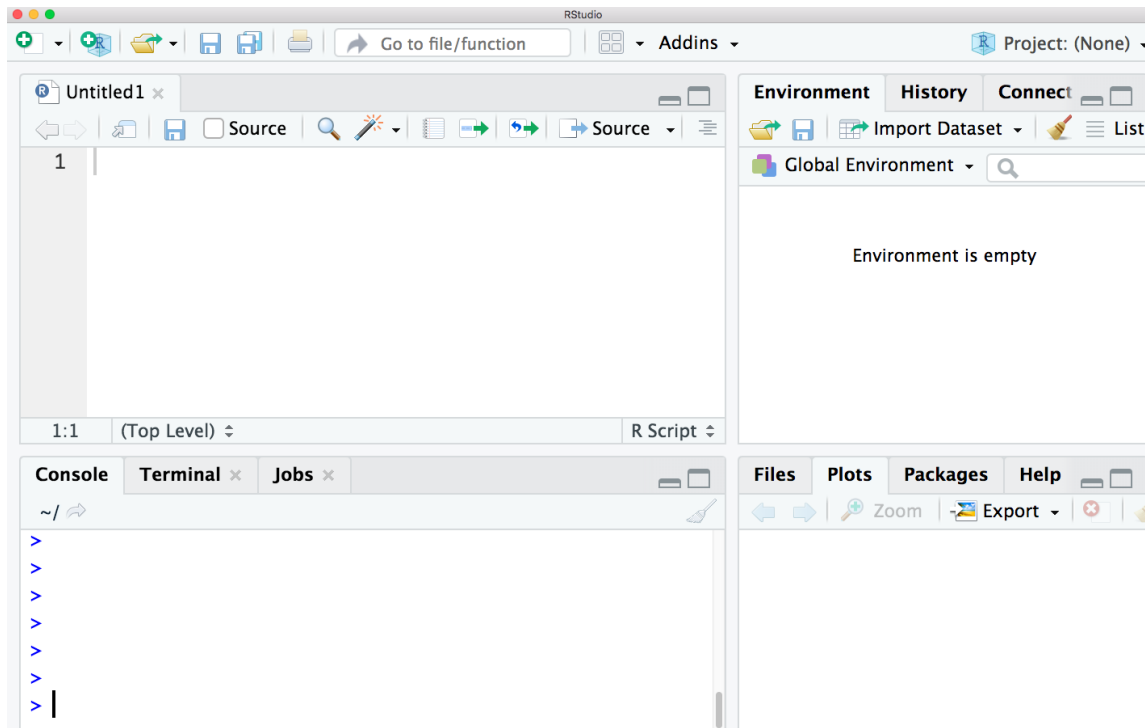 RStudio
Go to file/function Addins Project: (None)
Untitled1
Source Source
1
1:1 (Top Level) R Script
Environment History Connect
Import Dataset List
Global Environment
Environment is empty
Console Terminal Jobs
~/
>
>
>
>
>
>
>
Files Plots Packages Help
Zoom Export